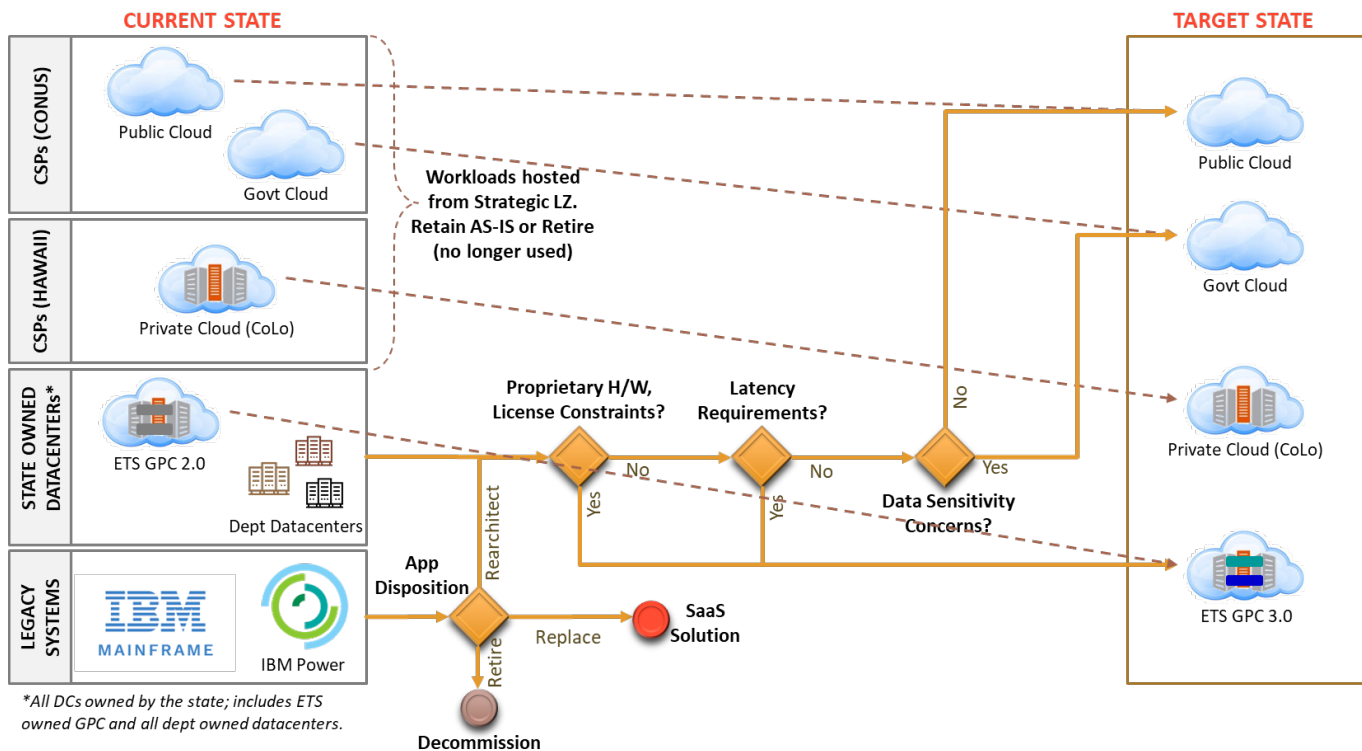 CURRENT STATE
TARGET STATE
CSPs (CONUS)
Public Cloud
Govt Cloud
CSPs (HAWAII)
Private Cloud (CoLo)
Workloads hosted
from Strategic LZ.
Retain AS-IS or Retire
(no longer used)
STATE OWNED
DATACENTERs*
ETS GPC 2.0
Dept Datacenters
LEGACY
SYSTEMS
IBM
MAINFRAME
IBM Power
App
Disposition
Rearchitect
Replace
SaaS
Solution
Retire
Decommission
Proprietary H/W,
License Constraints?
No
Yes
Latency
Requirements?
No
Yes
Data Sensitivity
Concerns?
No
Yes
Public Cloud
Govt Cloud
Private Cloud (CoLo)
ETS GPC 3.0
*All DCs owned by the state; includes ETS
owned GPC and all dept owned datacenters.